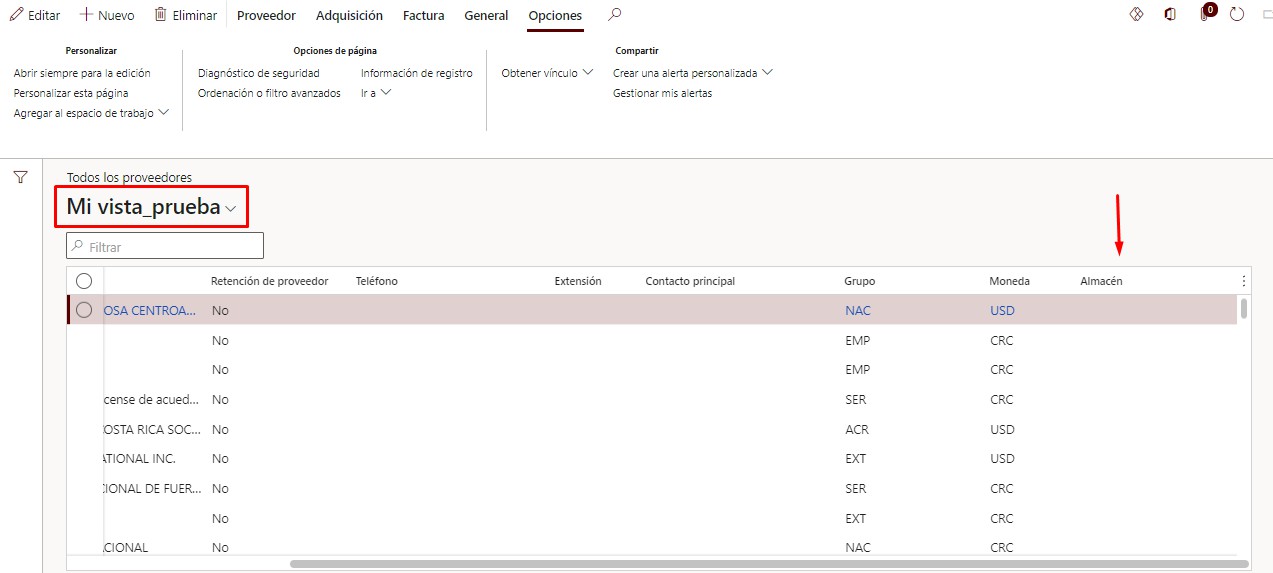 Editar Nuevo Eliminar Proveedor Adquisición Factura General Opciones 0
Personalizar Opciones de página Compartir
Abrir siempre para la edición Diagnóstico de seguridad Información de registro Obtener vínculo Crear una alerta personalizada
Personalizar esta página Ordenación o filtro avanzados Ir a Gestionar mis alertas
Agregar al espacio de trabajo
Todos los proveedores
Mi vista_prueba
Filtrar
Retención de proveedor Teléfono Extensión Contacto principal Grupo Moneda Almacén
OSA CENTROA... No NAC USD
No EMP CRC
No EMP CRC
cense de acued... No SER CRC
OSTA RICA SOC... No ACR USD
ATIONAL INC. No EXT USD
CIONAL DE FUER... No SER CRC
No EXT CRC
ACIONAL No NAC CRC